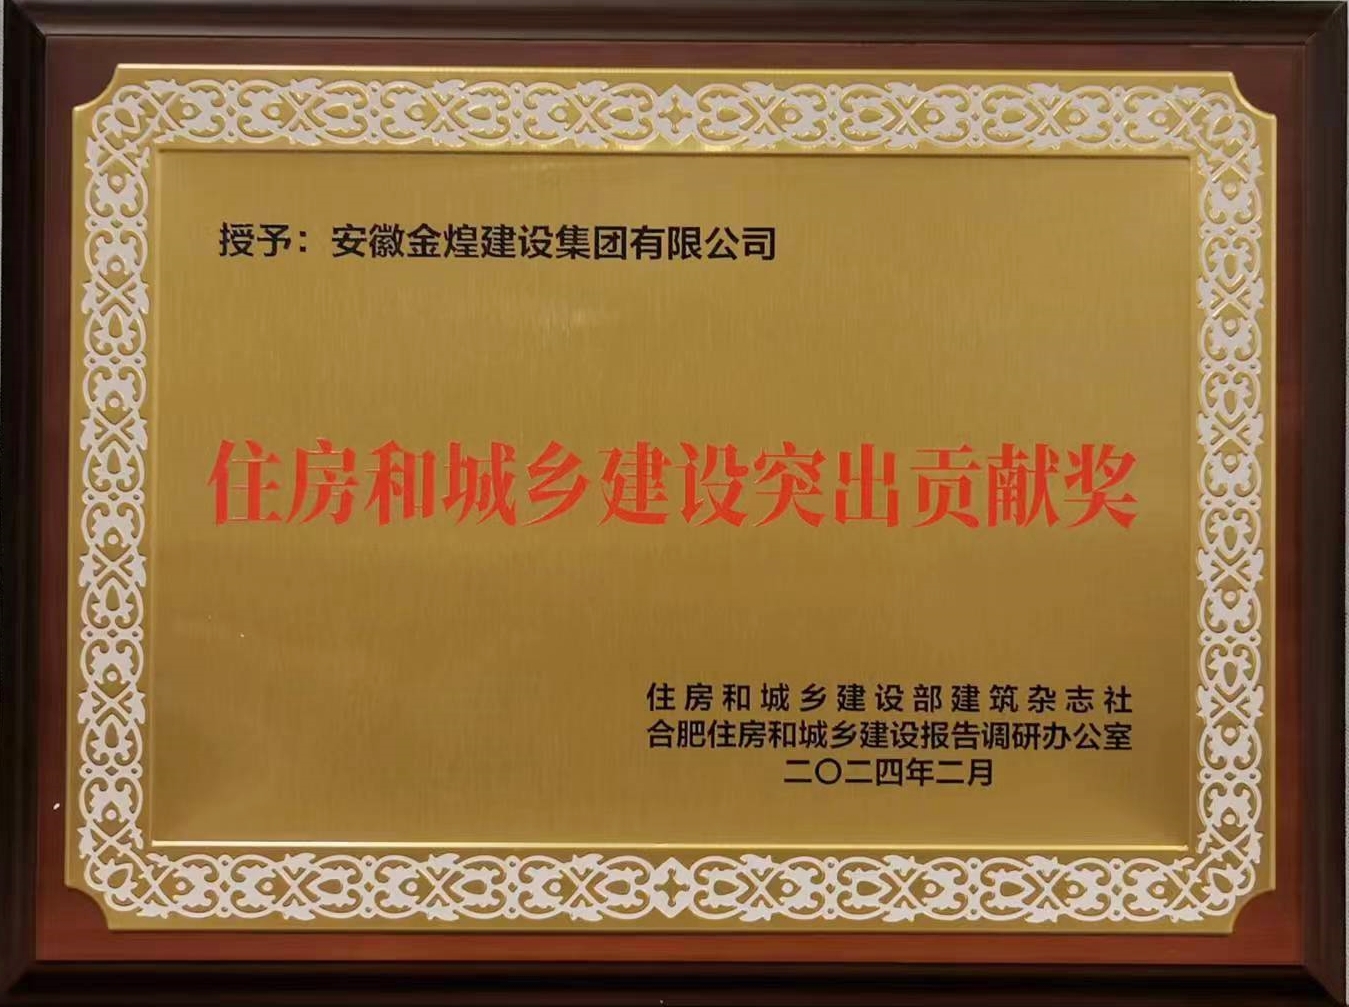 授予：安徽金煌建设集团有限公司
住房和城乡建设突出贡献奖
住房和城乡建设部建筑杂志社
合肥住房和城乡建设报告调研办公室
二〇二四年二月